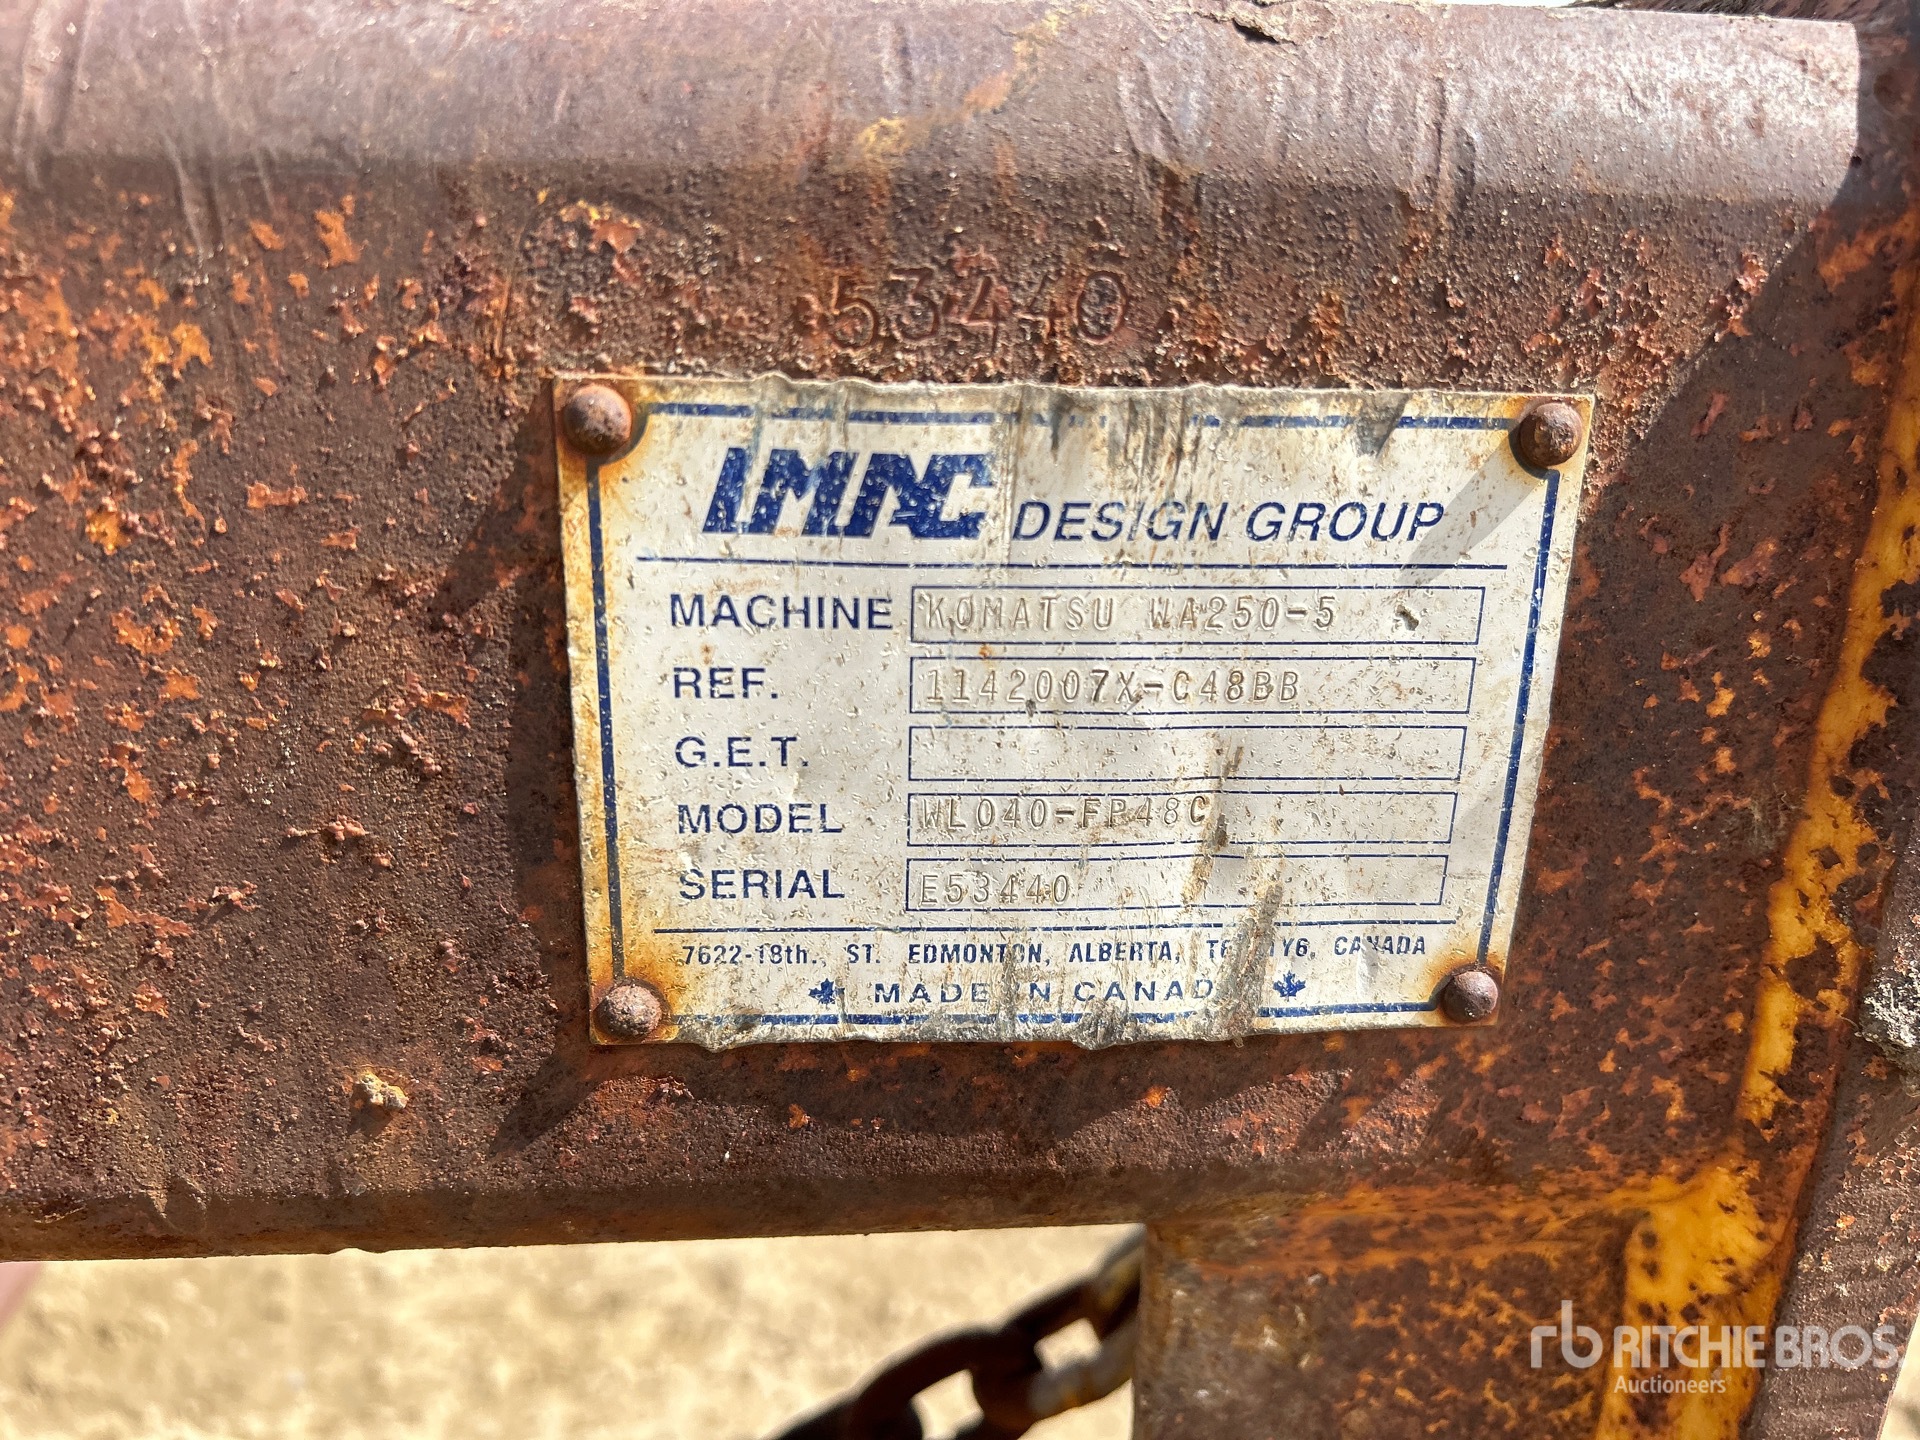 53440
IMAC DESIGN GROUP
MACHINE KOMATSU WA250-5
REF. 1142007X-C48BB
G.E.T.
MODEL WL040-FP48C
SERIAL E53440
7622-18th., ST. EDMONTON, ALBERTA, CANADA
MADE IN CANADA
rb RITCHIE BROS.
Auctioneers